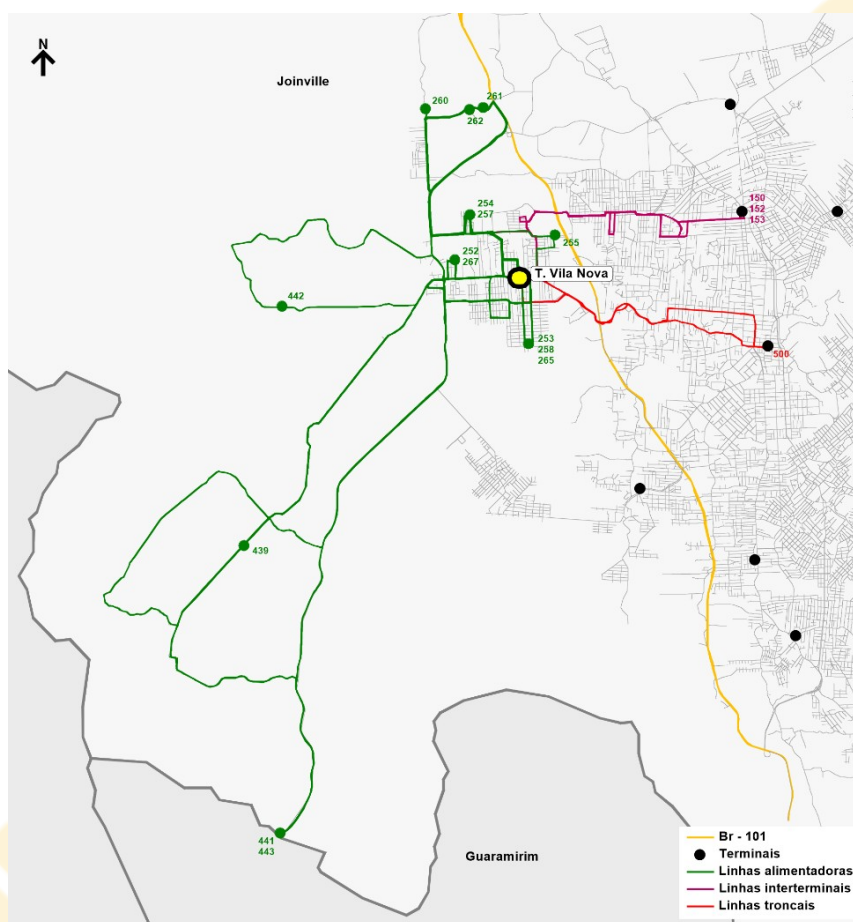 N
Joinville
260
261
262
254
257
150
152
153
255
252
267
T. Vila Nova
442
253
258
265
500
439
441
443
Guaramirim
Br - 101
Terminais
Linhas alimentadoras
Linhas interterminais
Linhas troncais